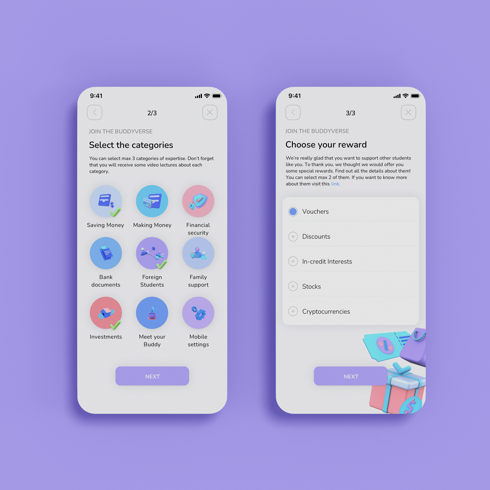 9:41
2/3
JOIN THE BUDDYVERSE
Select the categories
You can select max 3 categories of expertise. Don't forget
that you will receive some video lectures about each
category.
Saving Money
Making Money
Financial
security
Bank
documents
Foreign
Students
Family
support
Investments
Meet your
Buddy
Mobile
settings
NEXT
9:41
3/3
JOIN THE BUDDYVERSE
Choose your reward
We're really glad that you want to support other students
like you. To thank you, we thought we would offer you
some special rewards. Find out all the details about them!
You can select max 2 of them. If you want to know more
about them visit this link.
Vouchers
Discounts
In-credit Interests
Stocks
Cryptocurrencies
NEXT